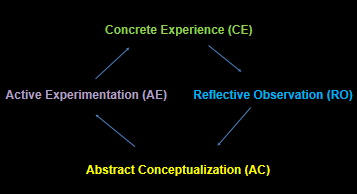 Concrete Experience (CE)
Active Experimentation (AE)
Reflective Observation (RO)
Abstract Conceptualization (AC)